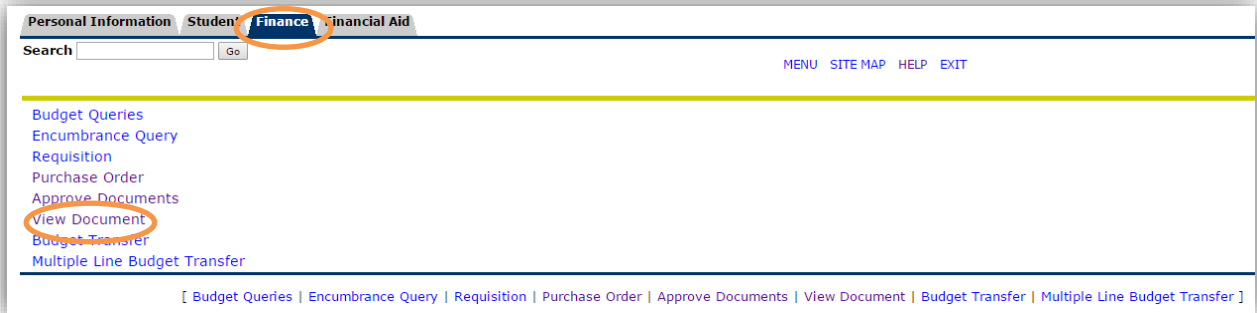 Personal Information Student Finance Financial Aid
Search Go
MENU SITE MAP HELP EXIT
Budget Queries
Encumbrance Query
Requisition
Purchase Order
Approve Documents
View Document
Budget Transfer
Multiple Line Budget Transfer
[ Budget Queries | Encumbrance Query | Requisition | Purchase Order | Approve Documents | View Document | Budget Transfer | Multiple Line Budget Transfer ]